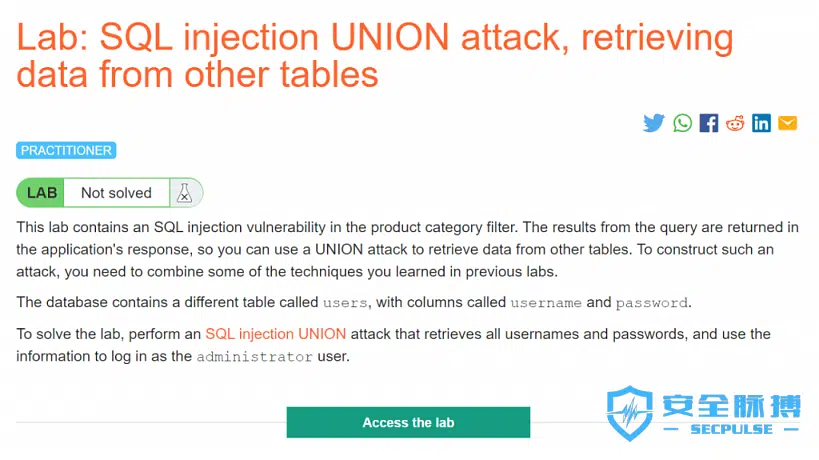 Lab: SQL injection UNION attack, retrieving
data from other tables
PRACTITIONER
LAB Not solved
This lab contains an SQL injection vulnerability in the product category filter. The results from the query are returned in
the application's response, so you can use a UNION attack to retrieve data from other tables. To construct such an
attack, you need to combine some of the techniques you learned in previous labs.
The database contains a different table called users, with columns called username and password.
To solve the lab, perform an SQL injection UNION attack that retrieves all usernames and passwords, and use the
information to log in as the administrator user.
Access the lab
安全脉搏
SECPULSE